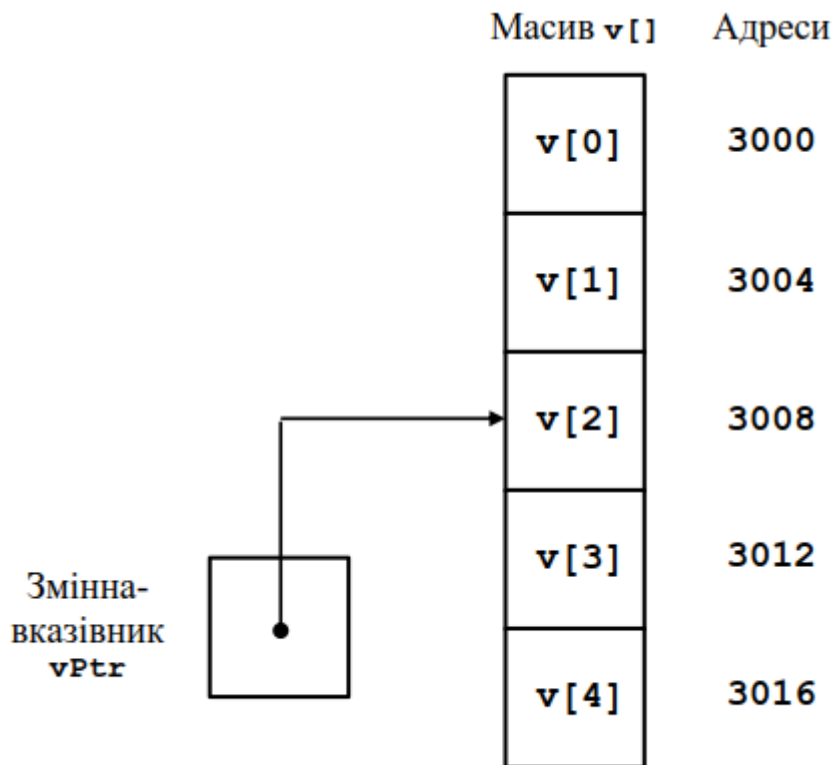 Масив v[] Адреси
v[0] 3000
v[1] 3004
v[2] 3008
v[3] 3012
Змінна-
вказівник
vPtr
v[4] 3016